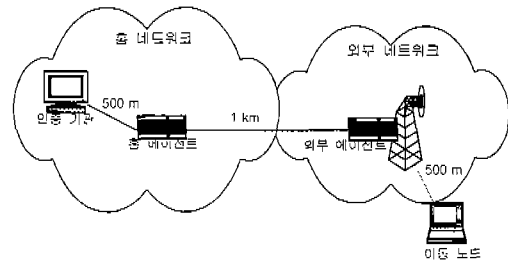 홈 네트워크
외부 네트워크
500 m
인증 기관
1 km
홈 에이전트
외부 에이전트
500 m
이동 노드